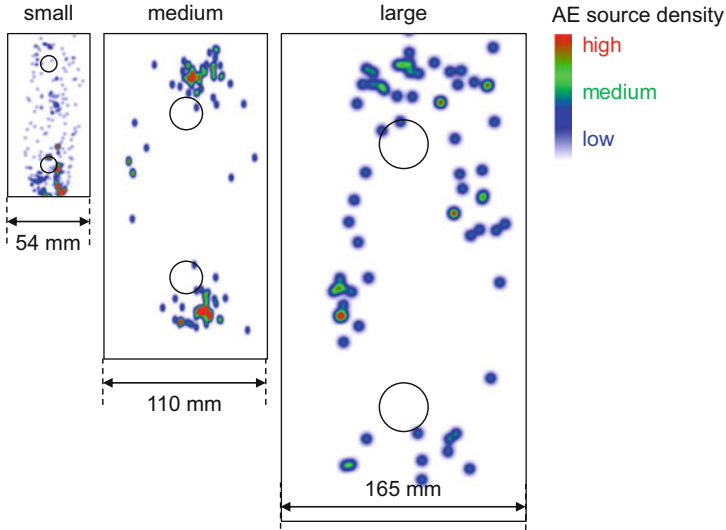 small
medium
large
AE source density
high
medium
low
54 mm
110 mm
165 mm